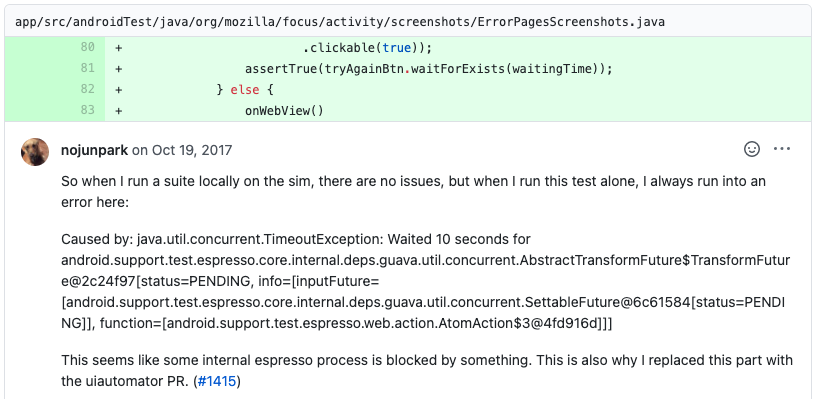 app/src/androidTest/java/org/mozilla/focus/activity/screenshots/ErrorPagesScreenshots.java
80 + .clickable(true));
81 + assertTrue(tryAgainBtn.waitForExists(waitingTime));
82 + } else {
83 + onWebView()
nojunpark on Oct 19, 2017
So when I run a suite locally on the sim, there are no issues, but when I run this test alone, I always run into an
error here:
Caused by: java.util.concurrent.TimeoutException: Waited 10 seconds for
android.support.test.espresso.core.internal.deps.guava.util.concurrent.AbstractTransformFuture$TransformFutur
e@2c24f97[status=PENDING, info=[inputFuture=
[android.support.test.espresso.core.internal.deps.guava.util.concurrent.SettableFuture@6c61584[status=PENDI
NG]], function=[android.support.test.espresso.web.action.AtomAction$3@4fd916d]]]
This seems like some internal espresso process is blocked by something. This is also why I replaced this part with
the uiautomator PR. (#1415)